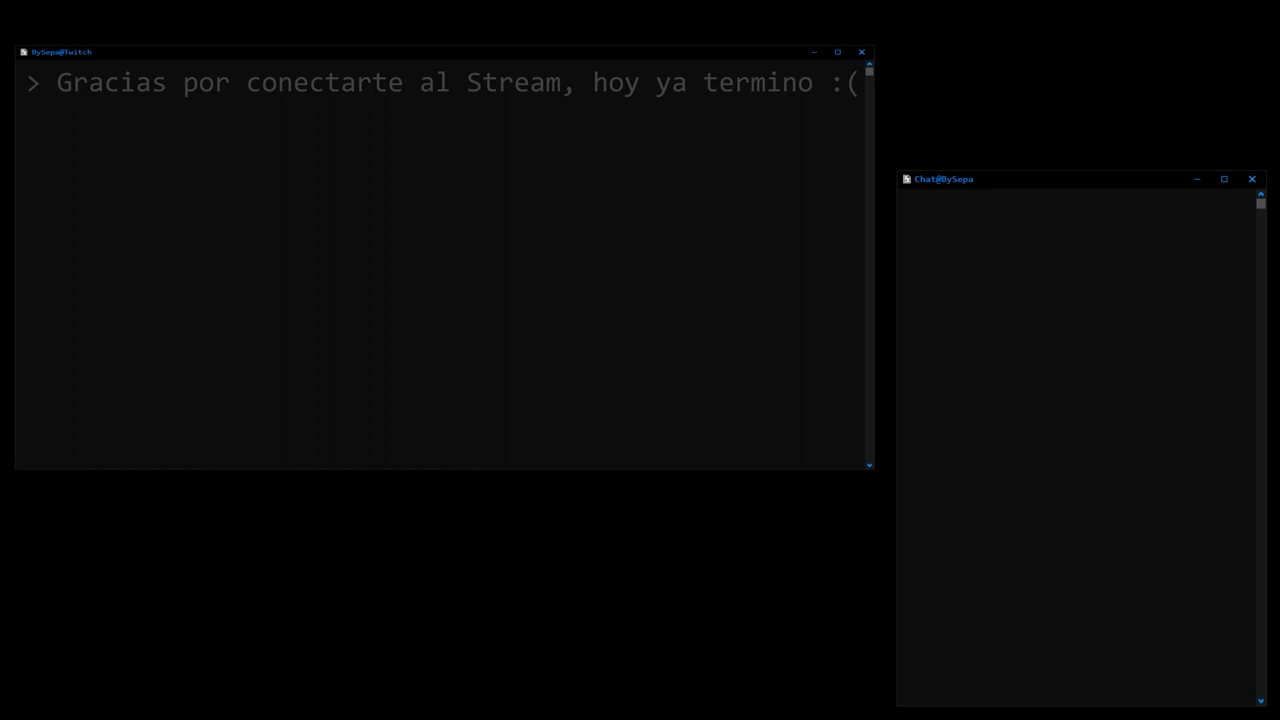 BySepa@Twitch
> Gracias por conectarte al Stream, hoy ya termino :(
Chat@BySepa